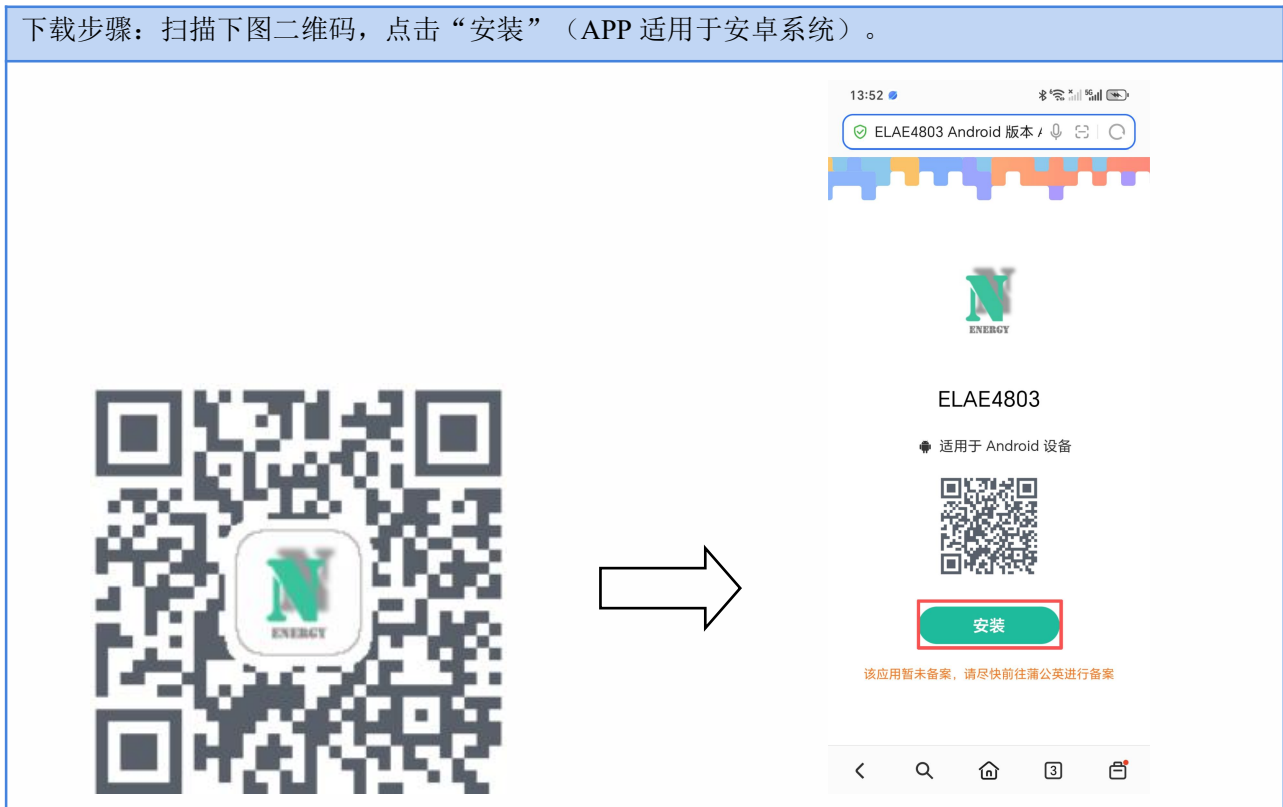 下载步骤：扫描下图二维码，点击“安装”（APP 适用于安卓系统）。
13:52
5G
ELAE4803 Android 版本
N
ENERGY
ELAE4803
适用于 Android 设备
N
ENERGY
安装
该应用暂未备案，请尽快前往蒲公英进行备案
3